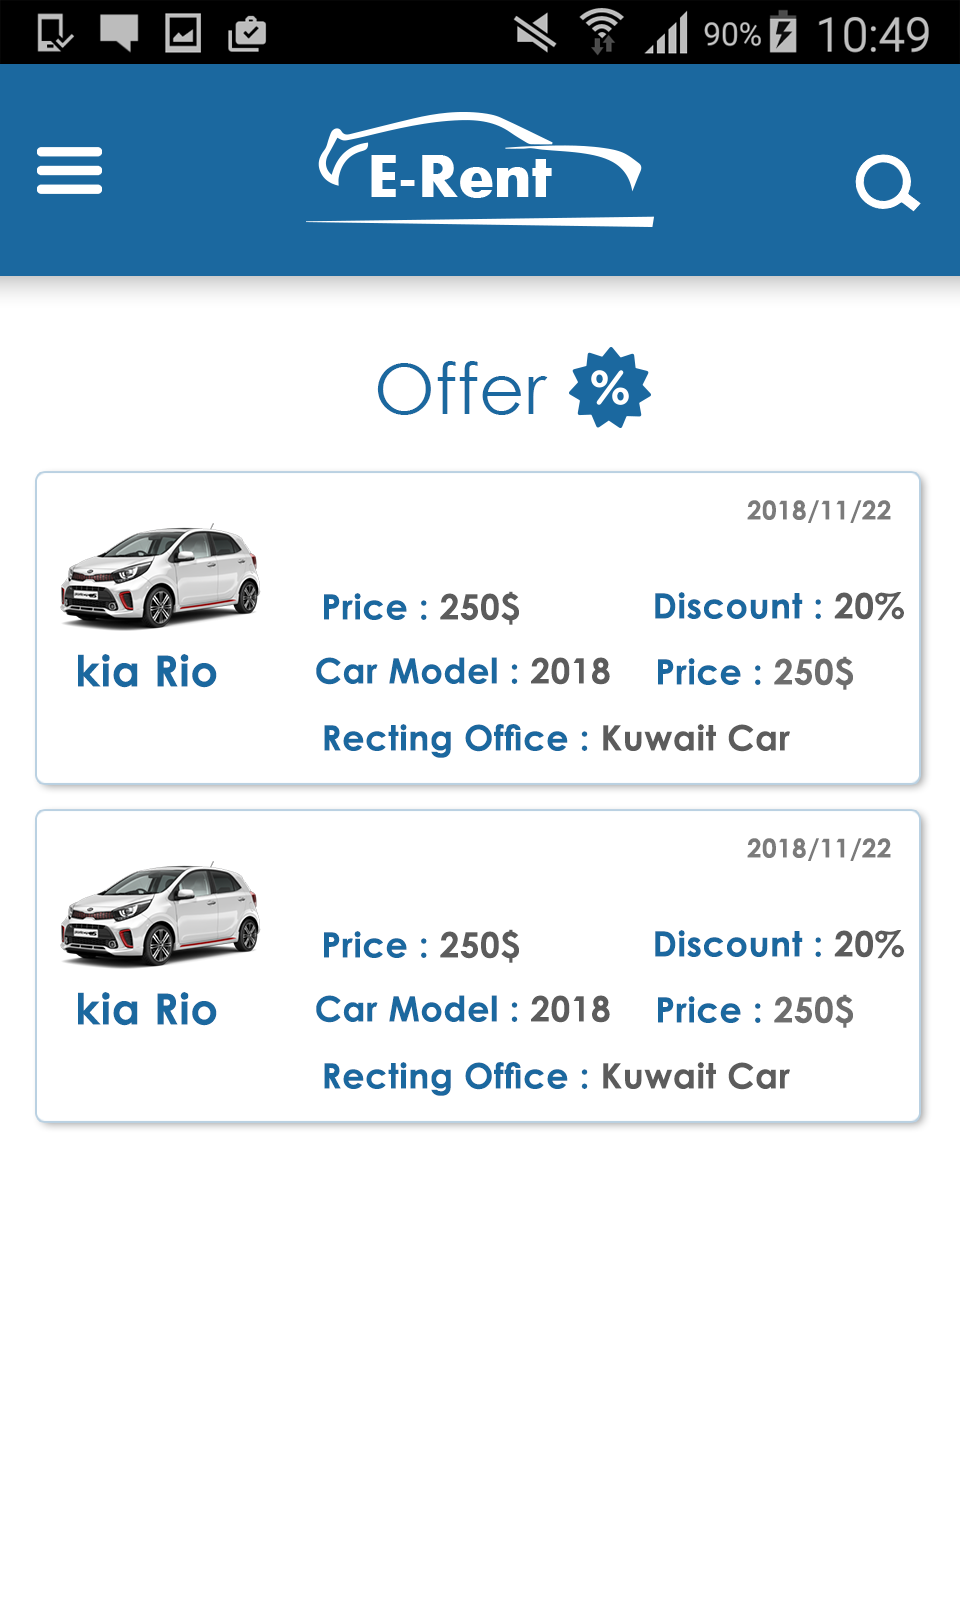 90% 10:49
E-Rent
Offer %
2018/11/22
Price : 250$ Discount : 20%
kia Rio Car Model : 2018 Price : 250$
Recting Office : Kuwait Car
2018/11/22
Price : 250$ Discount : 20%
kia Rio Car Model : 2018 Price : 250$
Recting Office : Kuwait Car